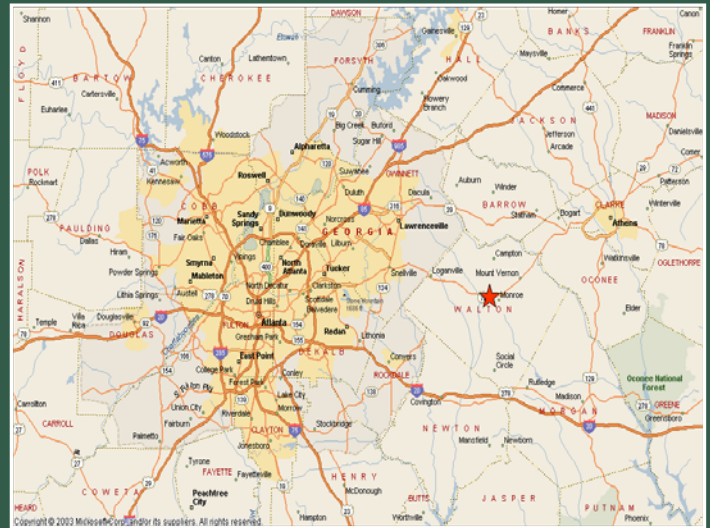 DAWSON
Homer
Canon
Shannon
Gainesville
BANKS
FRANKLIN
Canton
Lathemtown
HALL
Maysville
Franklin
Springs
FLOYD
BARTOW
CHEROKEE
FORSYTH
Oakwood
Commerce
Cartersville
Cumming
Flowery
Branch
Euharlee
JACKSON
MADISON
Big Creek
Buford
Jefferson
Danielsville
Woodstock
Sugar Hill
Arcade
Alpharetta
Comer
Acworth
POLK
Rockmart
Kennesaw
Roswell
Suwanee
GWINNETT
Auburn
Winder
Patterson
COBB
Duluth
Dacula
BARROW
CLARKE
Winterville
Marietta
Sandy
Springs
Dunwoody
Norcross
Statham
Bogart
Athens
PAULDING
Dallas
Fair Oaks
GEORGIA
Lawrenceville
Chamblee
Doraville
Lilburn
Watkinsville
Hiram
Smyrna
Vinings
North
Atlanta
Campton
OGLETHORPE
HARALSON
Powder Springs
Mableton
Tucker
Snellville
Loganville
Mount Vernon
OCONEE
Lithia Springs
Austell
North Decatur
Clarkston
Monroe
Druid Hills
Scottdale
Stone Mountain
WALTON
Elder
Temple
Villa
Rica
Douglasville
Belvedere
FULTON
Atlanta
Redan
DOUGLAS
Chattahoochee
Gresham Park
Lithonia
DEKALB
East Point
Social
Circle
Conyers
College Park
Conley
ROCKDALE
Oconee National
Forest
Forest Park
Rutledge
Carrollton
Union City
Lake City
Covington
Madison
GREENE
CARROLL
Riverdale
Morrow
MORGAN
Greensboro
Fairburn
Stockbridge
NEWTON
Palmetto
CLAYTON
Mansfield
Newborn
Jonesboro
Tyrone
FAYETTE
Fayetteville
HENRY
COWETA
McDonough
Peachtree
City
BUTTS
JASPER
HEARD
PUTNAM
Hampton
Worthville
Phoenix
Copyright © 2003 Microsoft Corp. and/or its suppliers. All rights reserved.